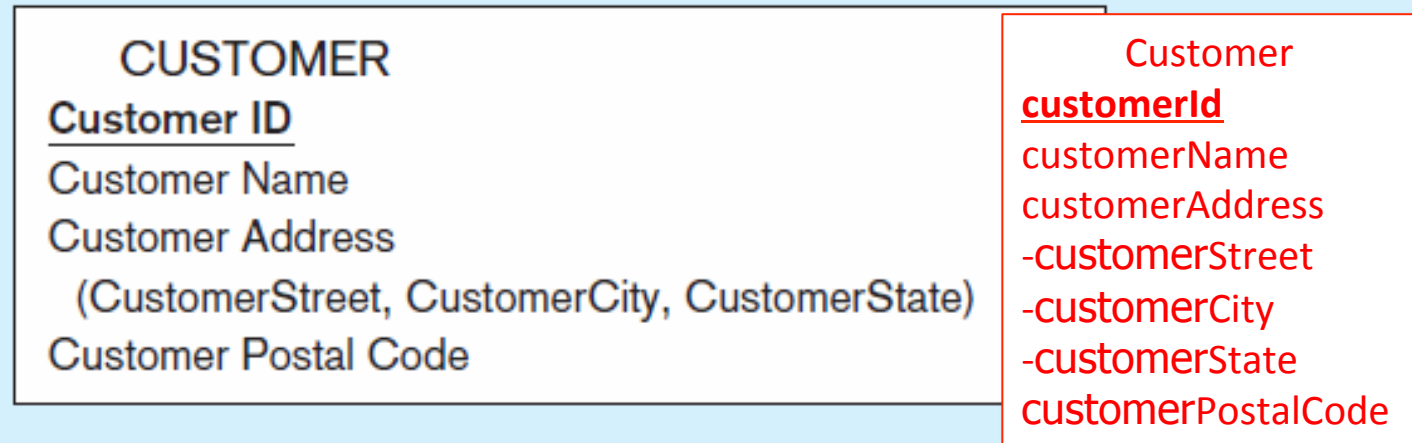 CUSTOMER
Customer ID
Customer Name
Customer Address
(CustomerStreet, CustomerCity, CustomerState)
Customer Postal Code
Customer
customerId
customerName
customerAddress
-customerStreet
-customerCity
-customerState
customerPostalCode